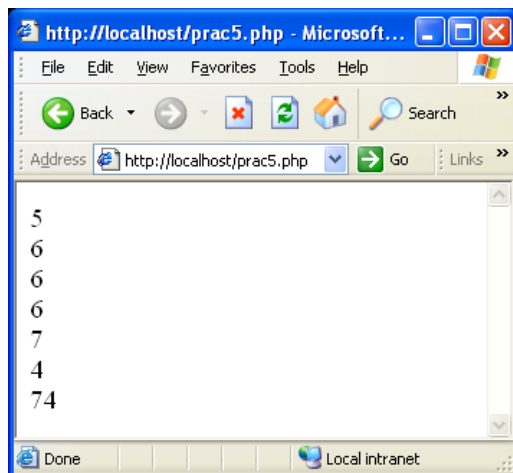 http://localhost/prac5.php - Microsoft...
File Edit View Favorites Tools Help
Back Search »
Address http://localhost/prac5.php Go Links »
5
6
6
6
7
4
74
Done Local intranet